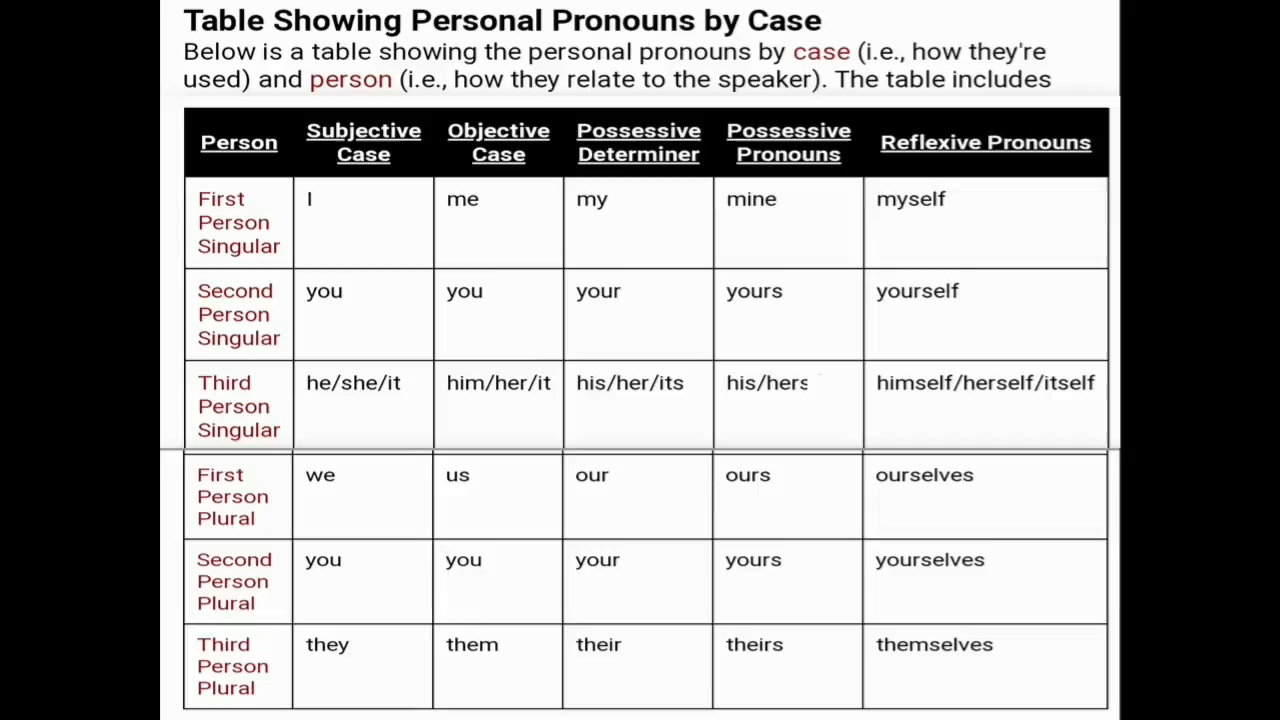 Table Showing Personal Pronouns by Case
Below is a table showing the personal pronouns by case (i.e., how they're
used) and person (i.e., how they relate to the speaker). The table includes
Person Subjective Case Objective Case Possessive Determiner Possessive Pronouns Reflexive Pronouns
First Person Singular I me my mine myself
Second Person Singular you you your yours yourself
Third Person Singular he/she/it him/her/it his/her/its his/hers himself/herself/itself
First Person Plural we us our ours ourselves
Second Person Plural you you your yours yourselves
Third Person Plural they them their theirs themselves